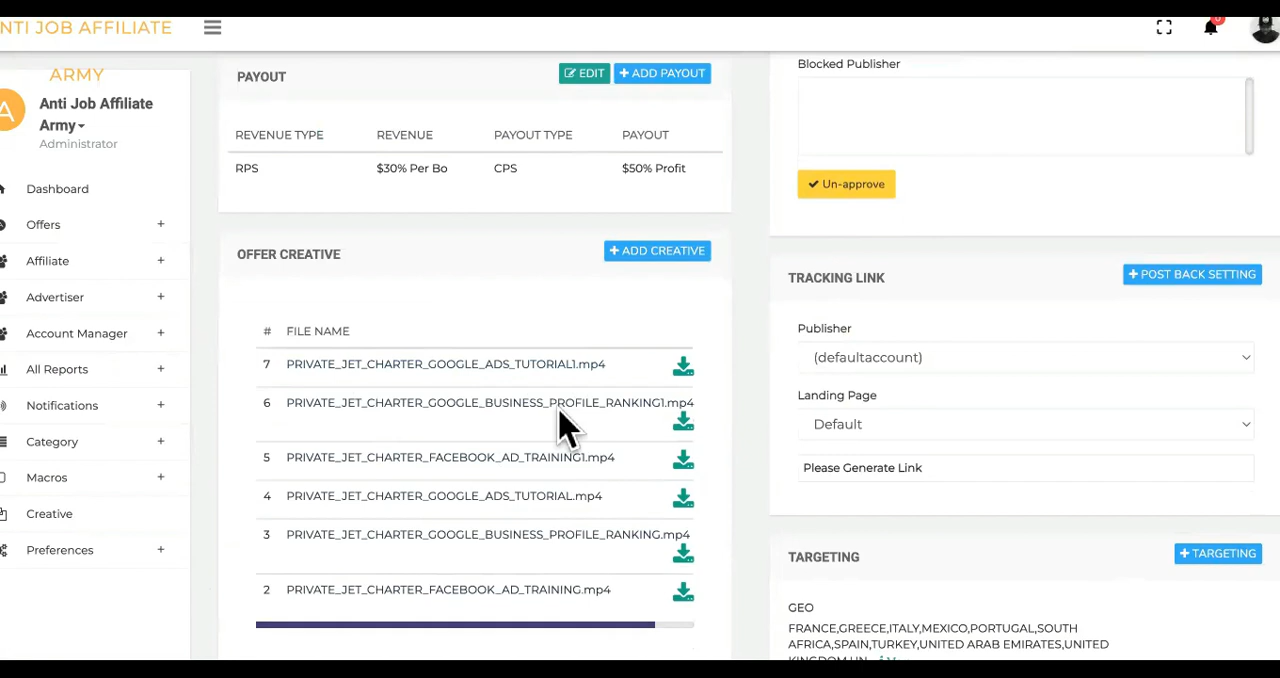 ANTI JOB AFFILIATE
ARMY
Anti Job Affiliate
Army
Administrator
Dashboard
Offers +
Affiliate +
Advertiser +
Account Manager +
All Reports +
Notifications +
Category +
Macros +
Creative
Preferences +
PAYOUT
EDIT
+ ADD PAYOUT
REVENUE TYPE REVENUE PAYOUT TYPE PAYOUT
RPS $30% Per Bo CPS $50% Profit
OFFER CREATIVE
+ ADD CREATIVE
# FILE NAME
7 PRIVATE_JET_CHARTER_GOOGLE_ADS_TUTORIAL1.mp4
6 PRIVATE_JET_CHARTER_GOOGLE_BUSINESS_PROFILE_RANKING1.mp4
5 PRIVATE_JET_CHARTER_FACEBOOK_AD_TRAINING1.mp4
4 PRIVATE_JET_CHARTER_GOOGLE_ADS_TUTORIAL.mp4
3 PRIVATE_JET_CHARTER_GOOGLE_BUSINESS_PROFILE_RANKING.mp4
2 PRIVATE_JET_CHARTER_FACEBOOK_AD_TRAINING.mp4
Blocked Publisher
Un-approve
TRACKING LINK
+ POST BACK SETTING
Publisher
(defaultaccount)
Landing Page
Default
Please Generate Link
TARGETING
+ TARGETING
GEO
FRANCE,GREECE,ITALY,MEXICO,PORTUGAL,SOUTH
AFRICA,SPAIN,TURKEY,UNITED ARAB EMIRATES,UNITED